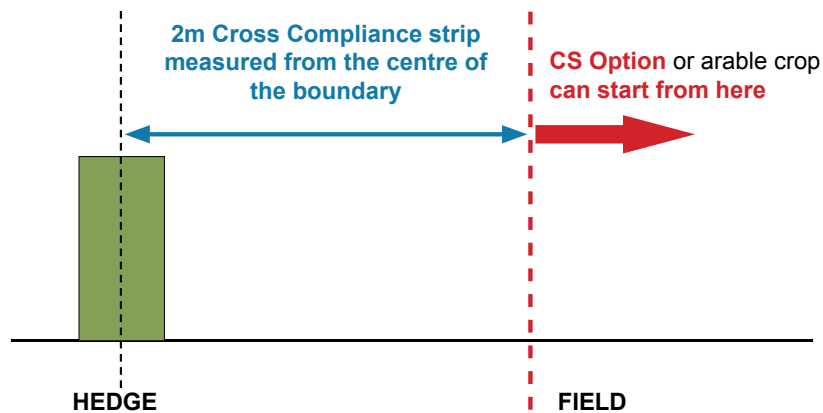 2m Cross Compliance strip
measured from the centre of
the boundary
CS Option or arable crop
can start from here
HEDGE
FIELD